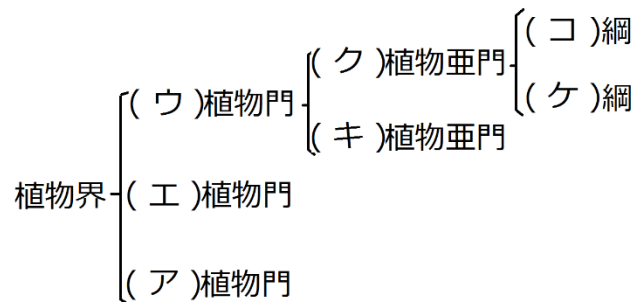 ( コ )綱
( ク )植物亜門
( ケ )綱
( ウ )植物門
( キ )植物亜門
植物界
( エ )植物門
( ア )植物門